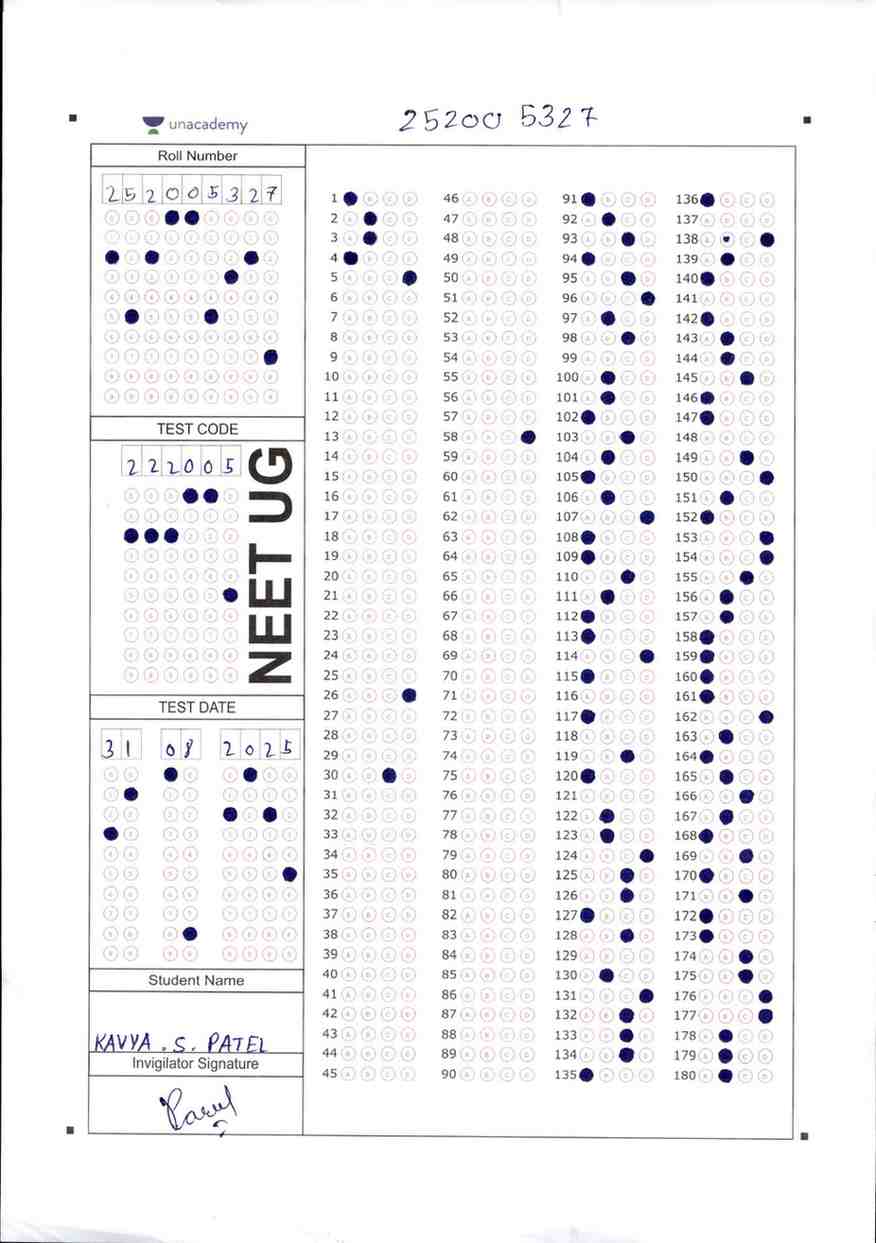 25200 5327
unacademy
Roll Number
2 5 2 0 0 5 3 2 7
TEST CODE
2 2 2 0 0 5
NEET UG
TEST DATE
3 1 0 8 2 0 2 5
Student Name
KAVYA . S. PATEL
Invigilator Signature
1 46 91 136
2 47 92 137
3 48 93 138
4 49 94 139
5 50 95 140
6 51 96 141
7 52 97 142
8 53 98 143
9 54 99 144
10 55 100 145
11 56 101 146
12 57 102 147
13 58 103 148
14 59 104 149
15 60 105 150
16 61 106 151
17 62 107 152
18 63 108 153
19 64 109 154
20 65 110 155
21 66 111 156
22 67 112 157
23 68 113 158
24 69 114 159
25 70 115 160
26 71 116 161
27 72 117 162
28 73 118 163
29 74 119 164
30 75 120 165
31 76 121 166
32 77 122 167
33 78 123 168
34 79 124 169
35 80 125 170
36 81 126 171
37 82 127 172
38 83 128 173
39 84 129 174
40 85 130 175
41 86 131 176
42 87 132 177
43 88 133 178
44 89 134 179
45 90 135 180